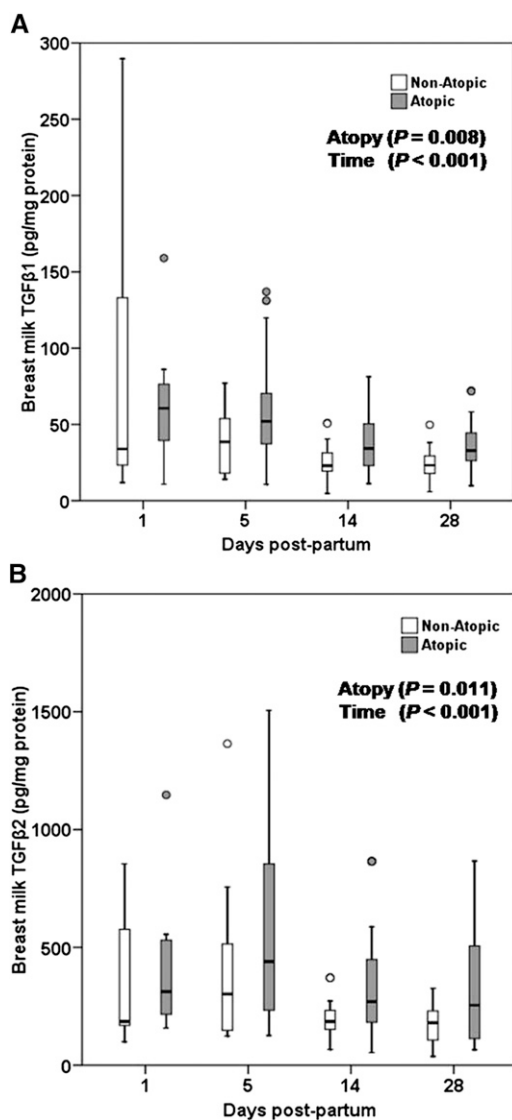 A
300
250
200
150
100
50
0
Breast milk TGFβ1 (pg/mg protein)
Non-Atopic
Atopic
Atopy (P = 0.008)
Time (P < 0.001)
1 5 14 28
Days post-partum
B
2000
1500
1000
500
0
Breast milk TGFβ2 (pg/mg protein)
Non-Atopic
Atopic
Atopy (P = 0.011)
Time (P < 0.001)
1 5 14 28
Days post-partum